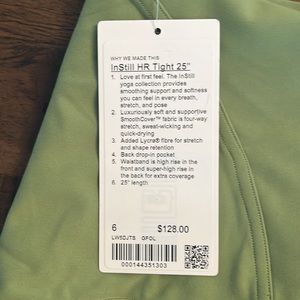 WHY WE MADE THIS
InStill HR Tight 25"
1. Love at first feel. The InStill
yoga collection provides
smoothing support and softness
you can feel in every breath,
stretch, and pose
2. Luxuriously soft and supportive
SmoothCover™ fabric is four-way
stretch, sweat-wicking and
quick-drying
3. Added Lycra® fibre for stretch
and shape retention
4. Back drop-in pocket
5. Waistband is high rise in the
front and super-high rise in
the back for extra coverage
6. 25" length
6 $128.00
LW5DJTS GFOL
000144351303